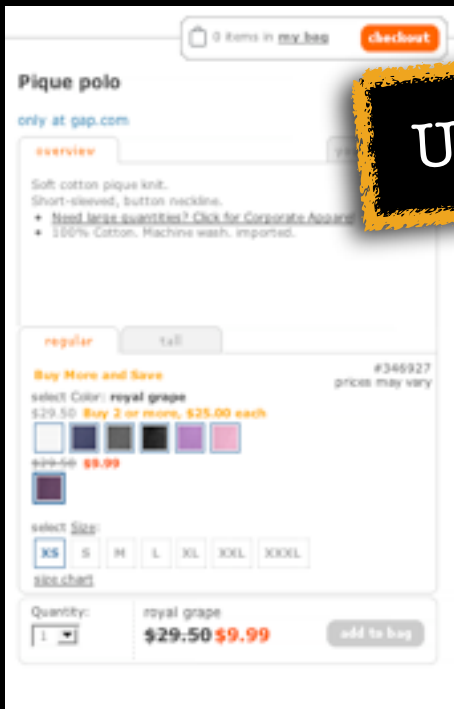 0 items in my bag
checkout
Pique polo
only at gap.com
overview
Soft cotton pique knit.
Short-sleeved, button neckline.
• Need large quantities? Click for Corporate Appare
• 100% Cotton. Machine wash. imported.
regular
tall
#346927
Buy More and Save
prices may vary
select Color: royal grape
$29.50 Buy 2 or more, $25.00 each
$29.50 $9.99
select Size:
XS S M L XL XXL XXXL
size chart
Quantity:
royal grape
1
$29.50 $9.99
add to bag